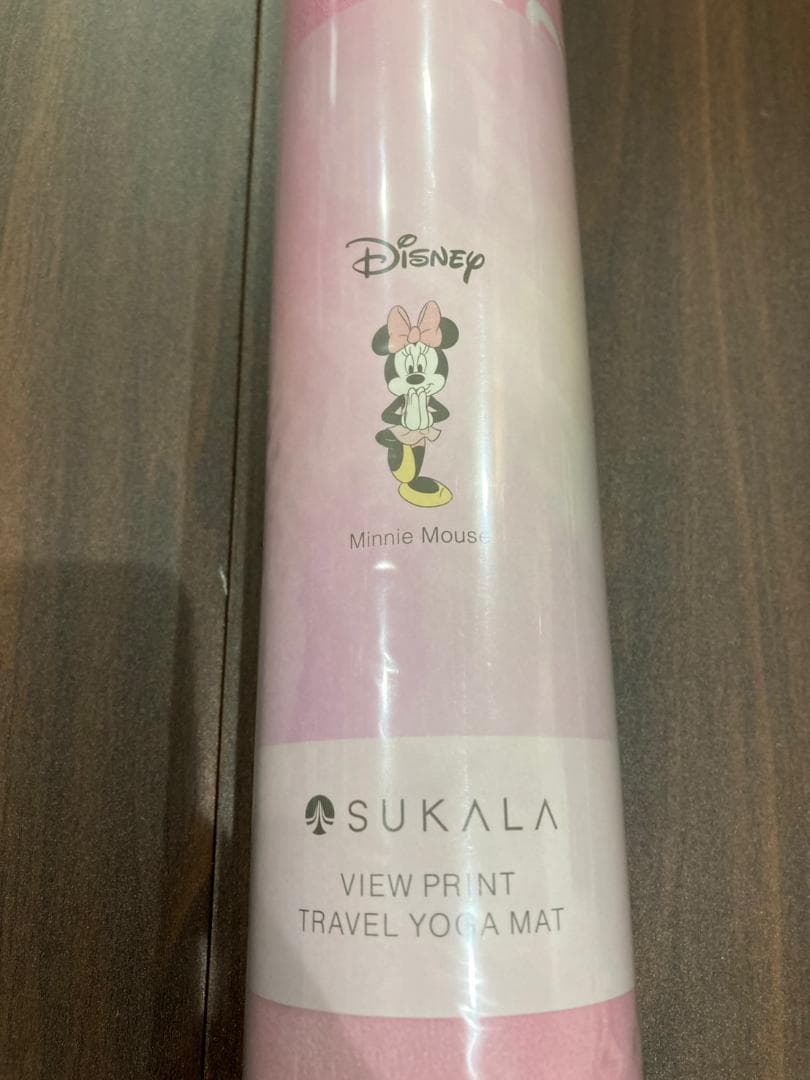 Disney
Minnie Mouse
SUKALA
VIEW PRINT
TRAVEL YOGA MAT